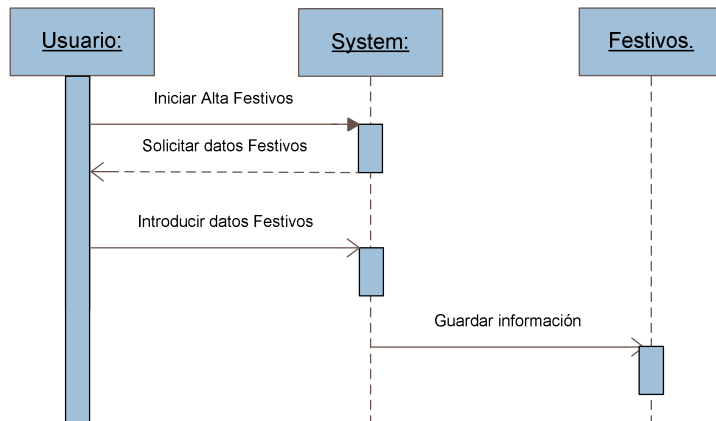 Usuario:
System:
Festivos.
Iniciar Alta Festivos
Solicitar datos Festivos
Introducir datos Festivos
Guardar información